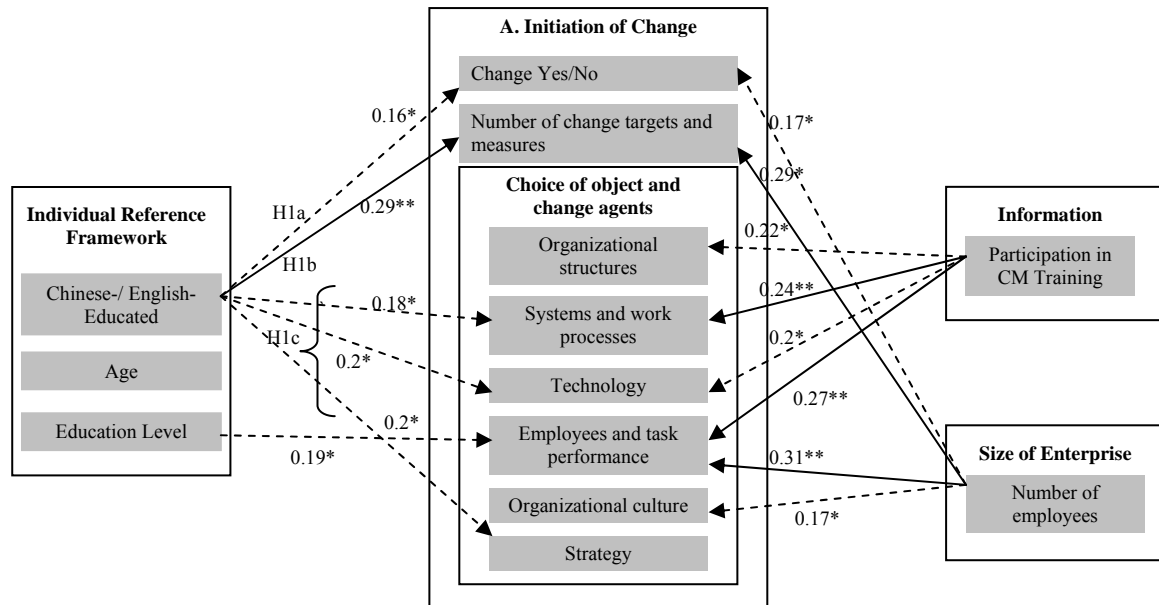 A. Initiation of Change
Change Yes/No
Number of change targets and
measures
Choice of object and
change agents
Organizational
structures
Systems and work
processes
Technology
Employees and task
performance
Organizational culture
Strategy
Individual Reference
Framework
Chinese-/ English-
Educated
Age
Education Level
Information
Participation in
CM Training
Size of Enterprise
Number of
employees
0.16*
H1a
0.29**
H1b
0.18*
H1c
0.2*
0.2*
0.19*
0.17*
0.29*
0.22*
0.24**
0.2*
0.27**
0.31**
0.17*